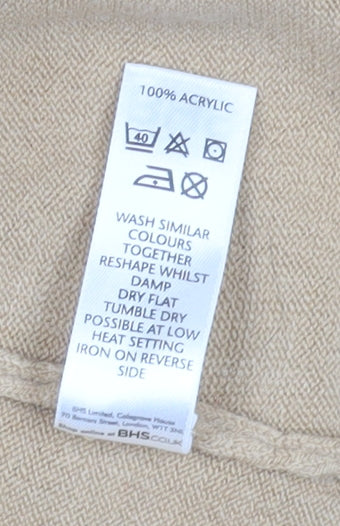 100% ACRYLIC
40
WASH SIMILAR
COLOURS
TOGETHER
RESHAPE WHILST
DAMP
DRY FLAT
TUMBLE DRY
POSSIBLE AT LOW
HEAT SETTING
IRON ON REVERSE
SIDE
BHS Limited, Colegrave House
70 Berners Street, London, W1T 3NL
Shop online at BHS.CO.UK